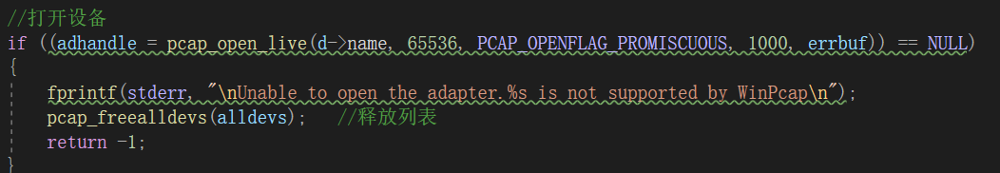 //打开设备
if ((adhandle = pcap_open_live(d->name, 65536, PCAP_OPENFLAG_PROMISCUOUS, 1000, errbuf)) == NULL)
{
    fprintf(stderr, "\nUnable to open the adapter.%s is not supported by WinPcap\n");
    pcap_freealldevs(alldevs);   //释放列表
    return -1;
}